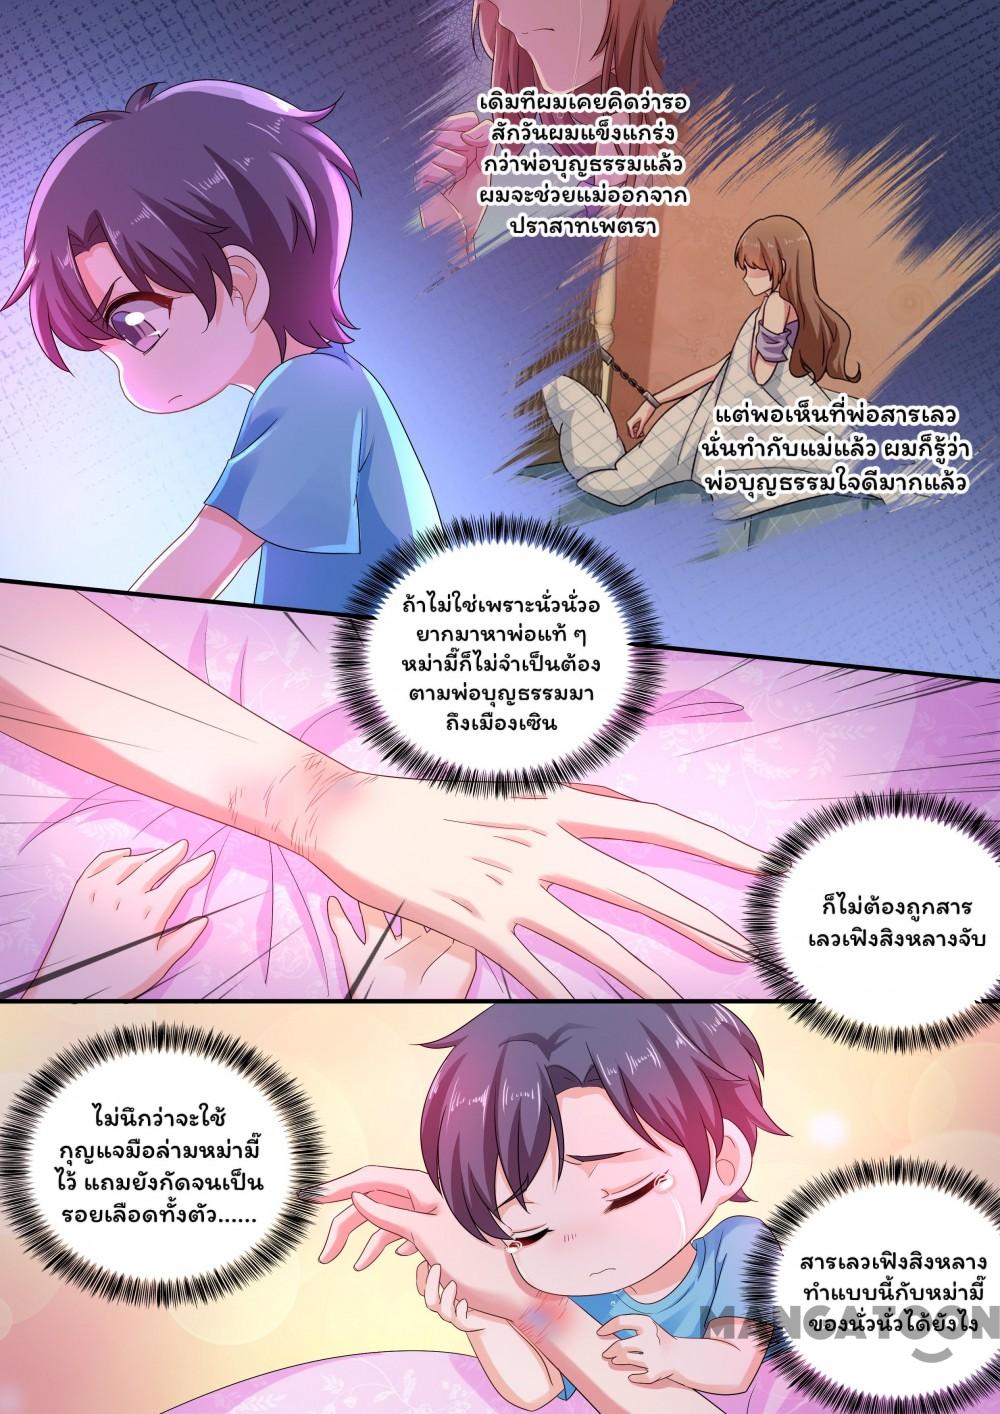 เดิมทีผมเคยคิดว่ารอ
สักวันผมแข็งแกร่ง
กว่าพ่อบุญธรรมแล้ว
ผมจะช่วยแม่ออกจาก
ปราสาทเพตรา
แต่พอเห็นที่พ่อสารเลว
นั่นทำกับแม่แล้ว ผมก็รู้ว่า
พ่อบุญธรรมใจดีมากแล้ว
ถ้าไม่ใช่เพราะนั่วนั่วอ
ยากมาหาพ่อแท้ ๆ
หม่ามี๊ก็ไม่จำเป็นต้อง
ตามพ่อบุญธรรมมา
ถึงเมืองเซิน
ก็ไม่ต้องถูกสาร
เลวเฟิงสิงหลางจับ
ไม่นึกว่าจะใช้
กุญแจมือล่ามหม่ามี๊
ไว้ แถมยังกัดจนเป็น
รอยเลือดทั้งตัว......
สารเลวเฟิงสิงหลาง
ทำแบบนี้กับหม่ามี๊
ของนั่วนั่วได้ยังไง
MANGATOON